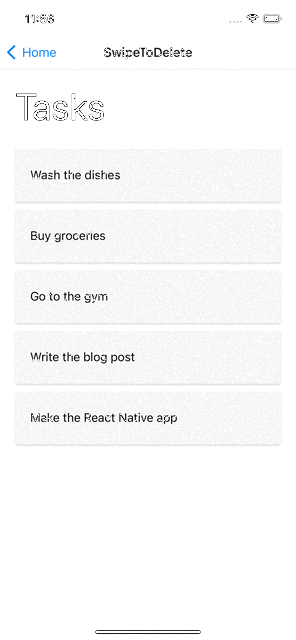 11:56
Home
SwipeToDelete
Tasks
Wash the dishes
Buy groceries
Go to the gym
Write the blog post
Make the React Native app